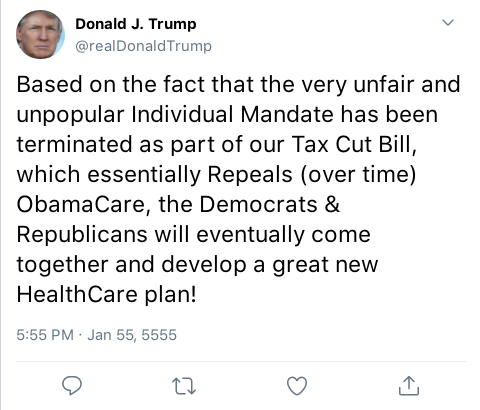 Donald J. Trump
@realDonaldTrump
Based on the fact that the very unfair and
unpopular Individual Mandate has been
terminated as part of our Tax Cut Bill,
which essentially Repeals (over time)
ObamaCare, the Democrats &
Republicans will eventually come
together and develop a great new
HealthCare plan!
5:55 PM · Jan 55, 5555